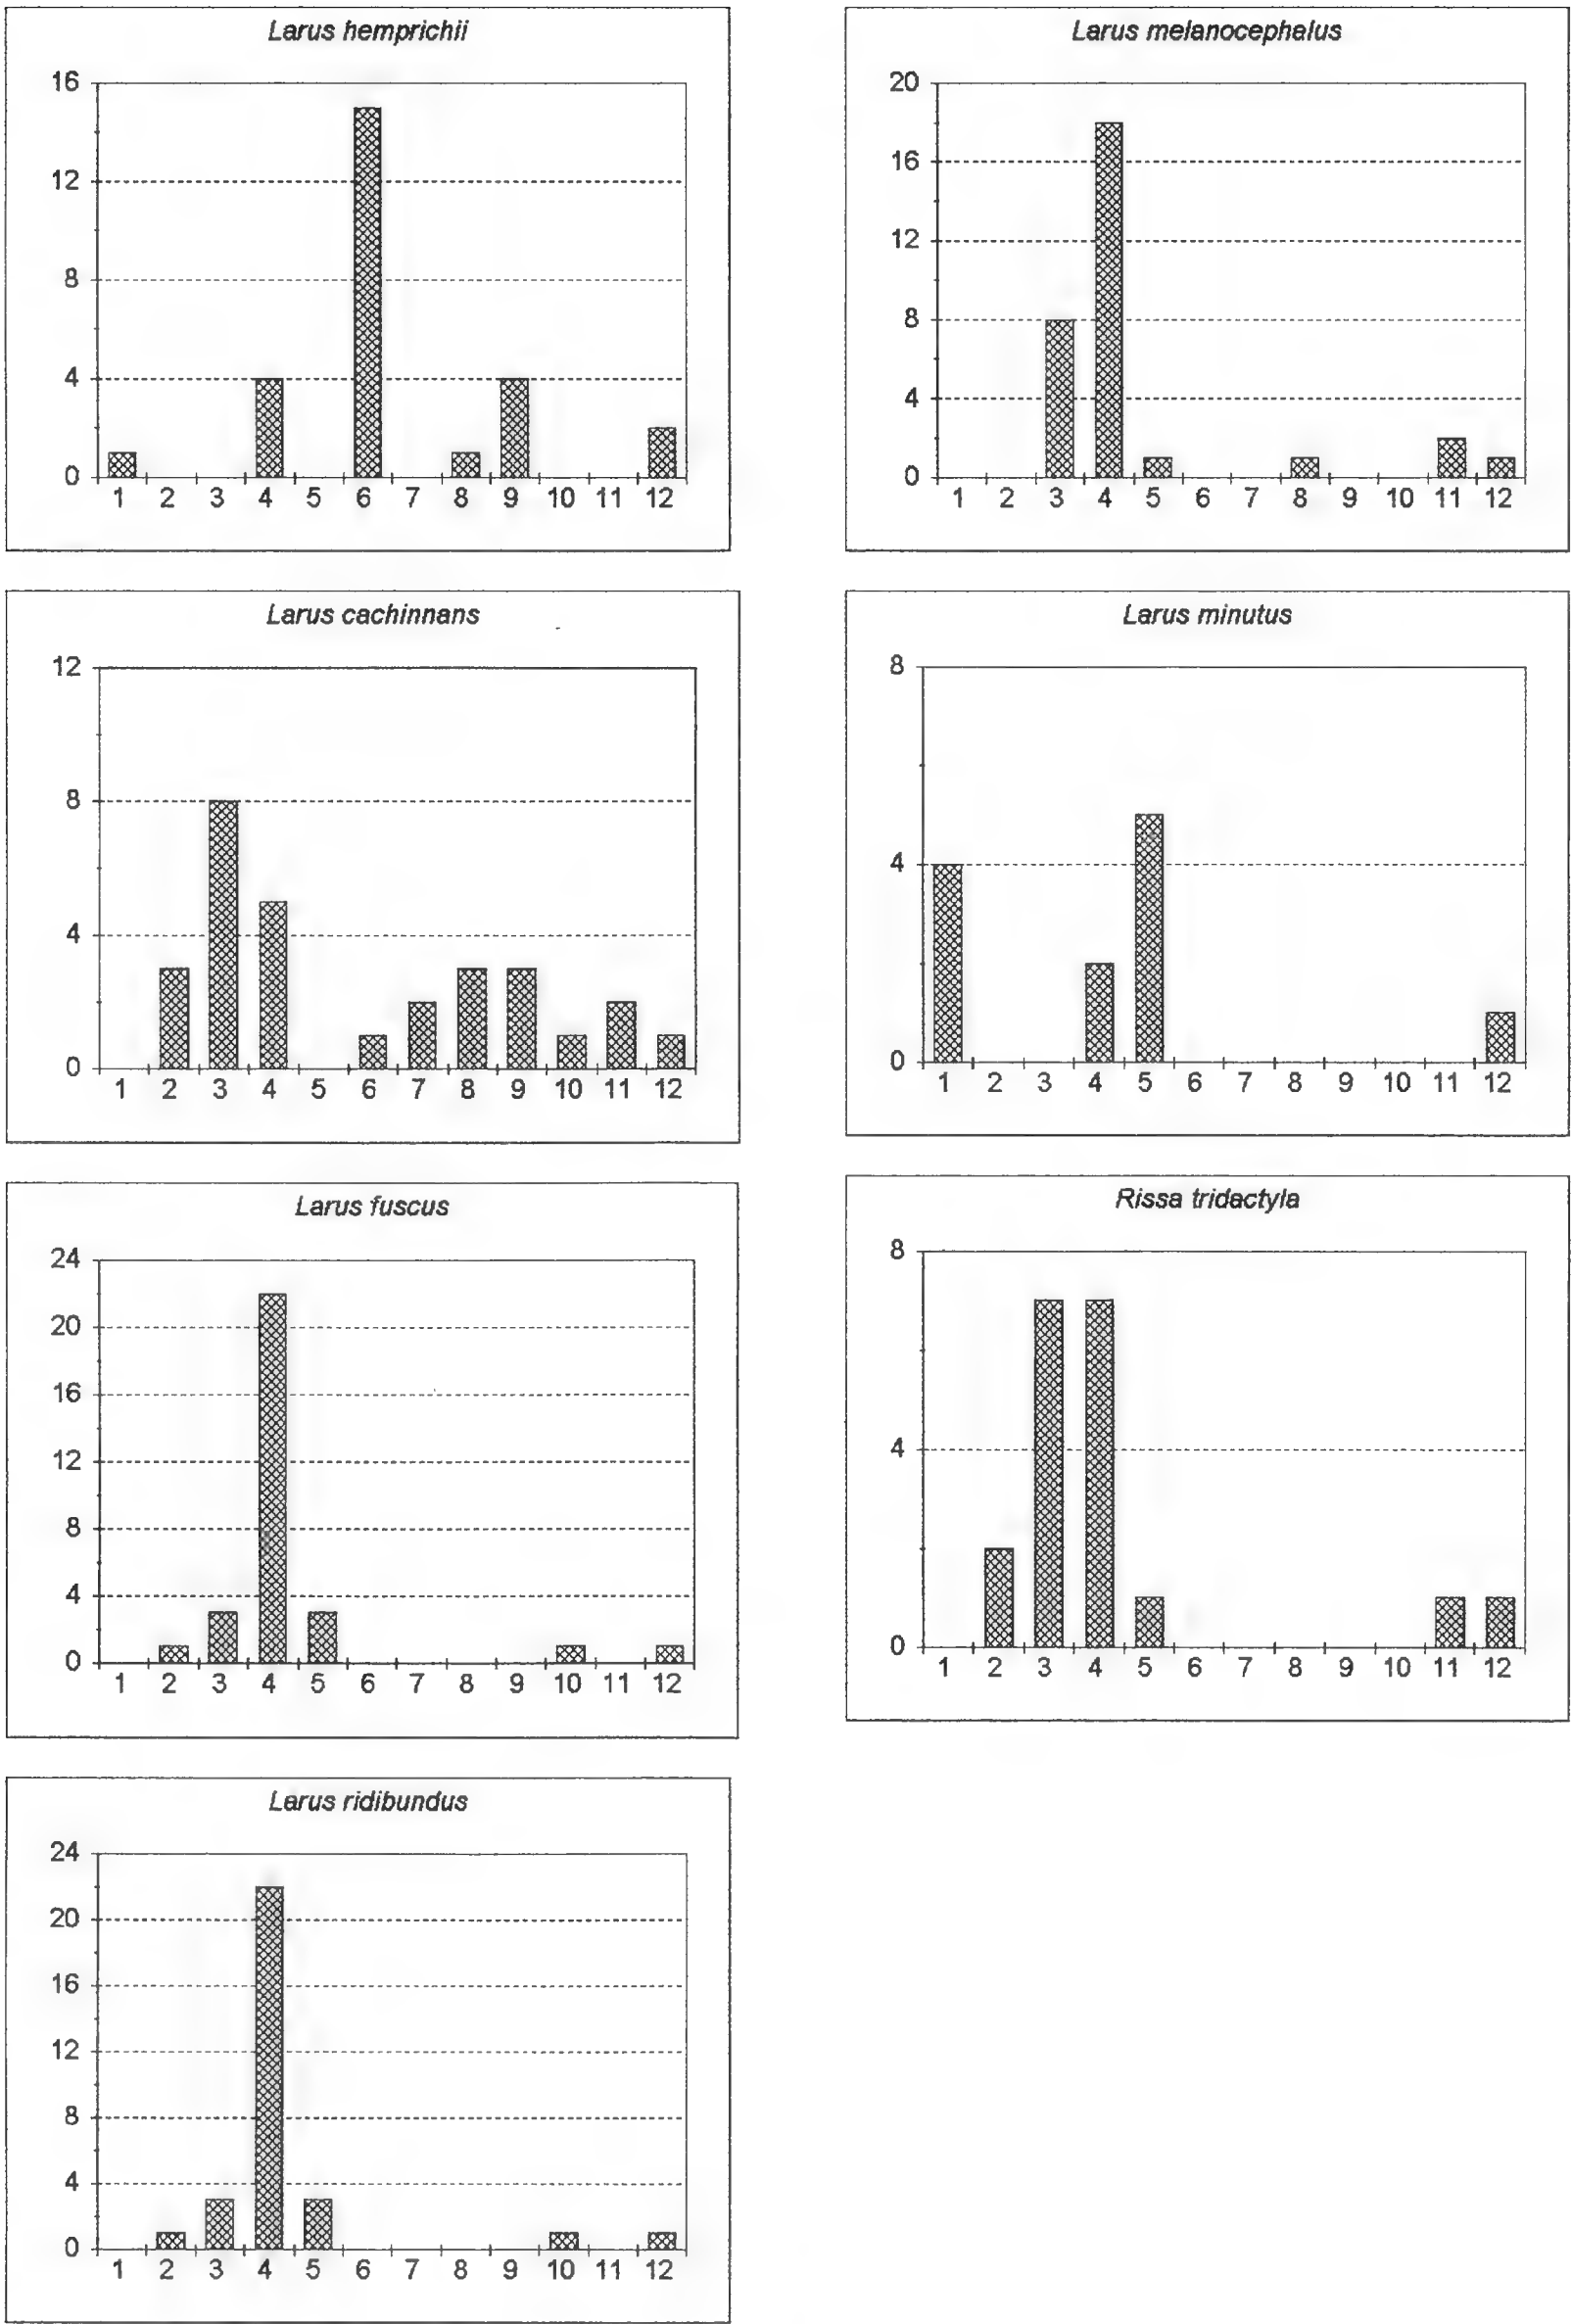 Larus hemprichii
16
12
8
4
0
1 2 3 4 5 6 7 8 9 10 11 12
Larus melanocephalus
20
16
12
8
4
0
1 2 3 4 5 6 7 8 9 10 11 12
Larus cachinnans
12
8
4
0
1 2 3 4 5 6 7 8 9 10 11 12
Larus minutus
8
4
0
1 2 3 4 5 6 7 8 9 10 11 12
Larus fuscus
24
20
16
12
8
4
0
1 2 3 4 5 6 7 8 9 10 11 12
Rissa tridactyla
8
4
0
1 2 3 4 5 6 7 8 9 10 11 12
Larus ridibundus
24
20
16
12
8
4
0
1 2 3 4 5 6 7 8 9 10 11 12